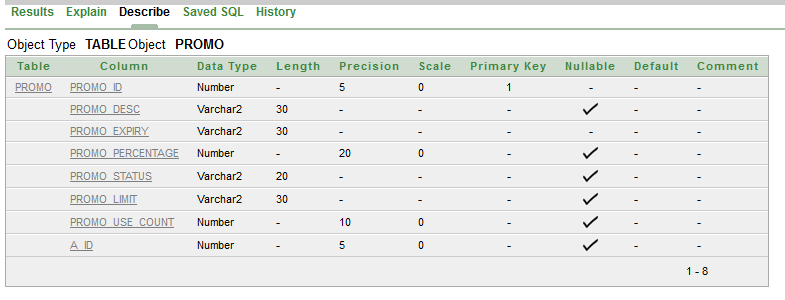 Results Explain Describe Saved SQL History
Object Type TABLE Object PROMO
Table Column Data Type Length Precision Scale Primary Key Nullable Default Comment
PROMO PROMO_ID Number - 5 0 1 - - -
PROMO_DESC Varchar2 30 - - - ✓ - -
PROMO_EXPIRY Varchar2 30 - - - - - -
PROMO_PERCENTAGE Number - 20 0 - ✓ - -
PROMO_STATUS Varchar2 20 - - - ✓ - -
PROMO_LIMIT Varchar2 30 - - - ✓ - -
PROMO_USE_COUNT Number - 10 0 - ✓ - -
A_ID Number - 5 0 - ✓ - -
1 - 8